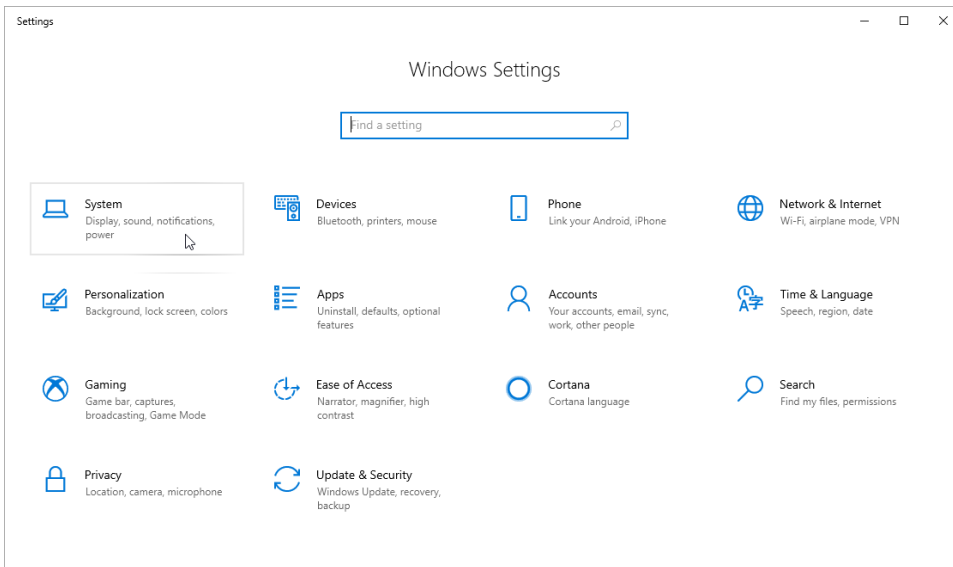 Settings
Windows Settings
Find a setting
System
Display, sound, notifications,
power
Devices
Bluetooth, printers, mouse
Phone
Link your Android, iPhone
Network & Internet
Wi-Fi, airplane mode, VPN
Personalization
Background, lock screen, colors
Apps
Uninstall, defaults, optional
features
Accounts
Your accounts, email, sync,
work, other people
Time & Language
Speech, region, date
Gaming
Game bar, captures,
broadcasting, Game Mode
Ease of Access
Narrator, magnifier, high
contrast
Cortana
Cortana language
Search
Find my files, permissions
Privacy
Location, camera, microphone
Update & Security
Windows Update, recovery,
backup